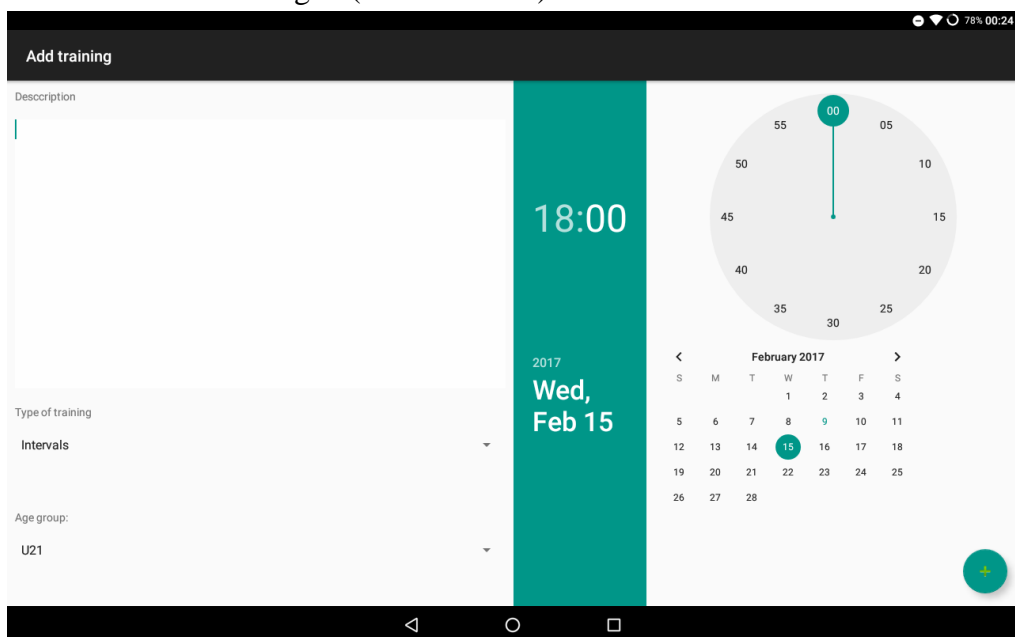 78% 00:24
Add training
Desccription
Type of training
Intervals
Age group:
U21
18:00
2017
Wed,
Feb 15
00
55 05
50 10
45 15
40 20
35 25
30
February 2017
S M T W T F S
1 2 3 4
5 6 7 8 9 10 11
12 13 14 15 16 17 18
19 20 21 22 23 24 25
26 27 28
+